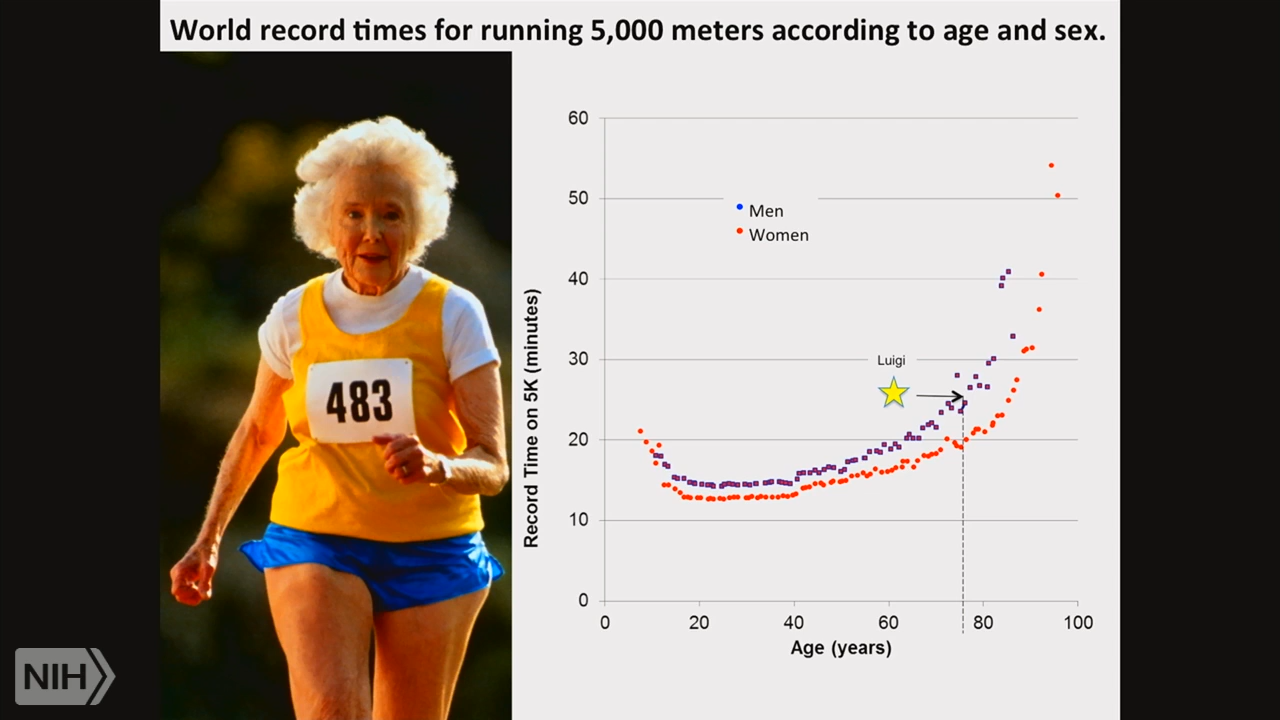 World record times for running 5,000 meters according to age and sex.
483
Record Time on 5K (minutes)
60
50
40
30
20
10
0
Men
Women
Luigi
0 20 40 60 80 100
Age (years)
NIH